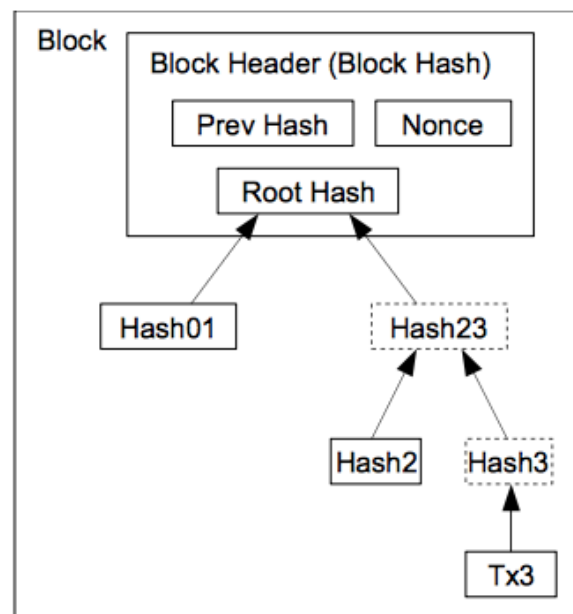 Block
Block Header (Block Hash)
Prev Hash
Nonce
Root Hash
Hash01
Hash23
Hash2
Hash3
Tx3